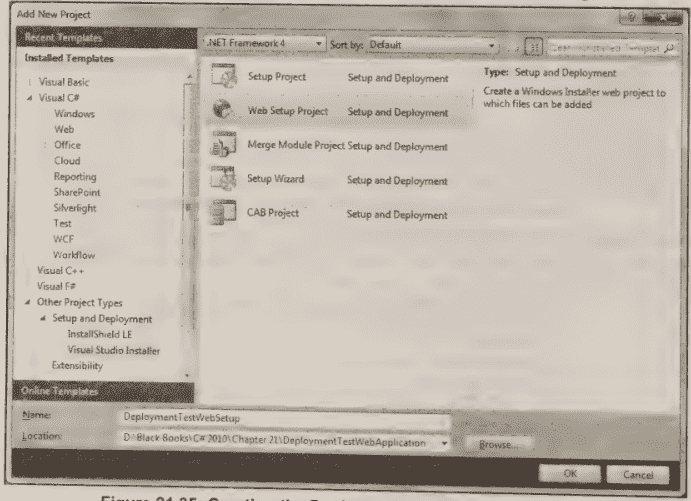 Add New Project
Recent Templates
.NET Framework 4 Sort by: Default
Installed Templates
Visual Basic
Visual C#
Windows
Web
Office
Cloud
Reporting
SharePoint
Silverlight
Test
WCF
Workflow
Visual C++
Visual F#
Other Project Types
Setup and Deployment
InstallShield LE
Visual Studio Installer
Extensibility
Online Templates
Setup Project Setup and Deployment
Web Setup Project Setup and Deployment
Merge Module Project Setup and Deployment
Setup Wizard Setup and Deployment
CAB Project Setup and Deployment
Type: Setup and Deployment
Create a Windows Installer web project to
which files can be added
Name: DeploymentTestWebSetup
Location: D:\Black Books\C# 2010\Chapter 21\DeploymentTestWebApplication
Browse...
OK Cancel